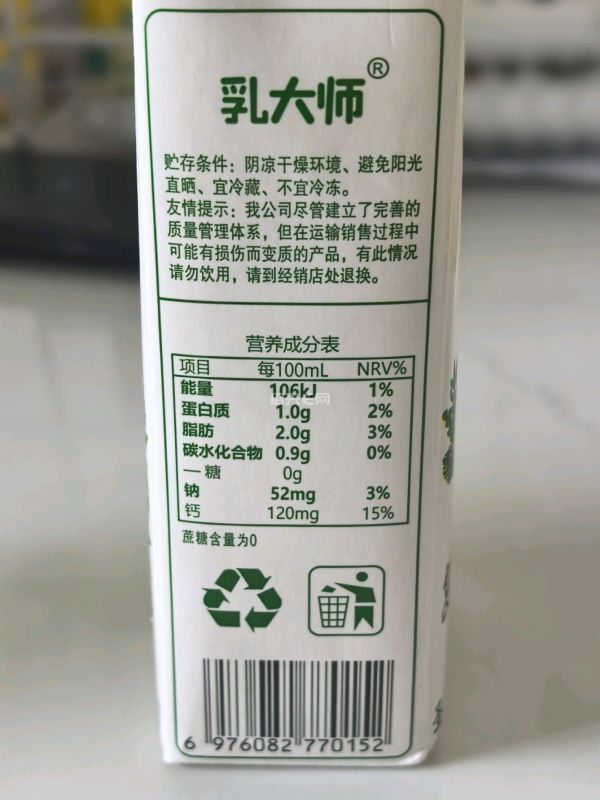 乳大师®
贮存条件：阴凉干燥环境、避免阳光
直晒、宜冷藏、不宜冷冻。
友情提示：我公司尽管建立了完善的
质量管理体系，但在运输销售过程中
可能有损伤而变质的产品，有此情况
请勿饮用，请到经销店处退换。
营养成分表
项目 每100mL NRV%
能量 106kJ 1%
蛋白质 1.0g 2%
脂肪 2.0g 3%
碳水化合物 0.9g 0%
一糖 0g
钠 52mg 3%
钙 120mg 15%
蔗糖含量为0
6 976082 770152